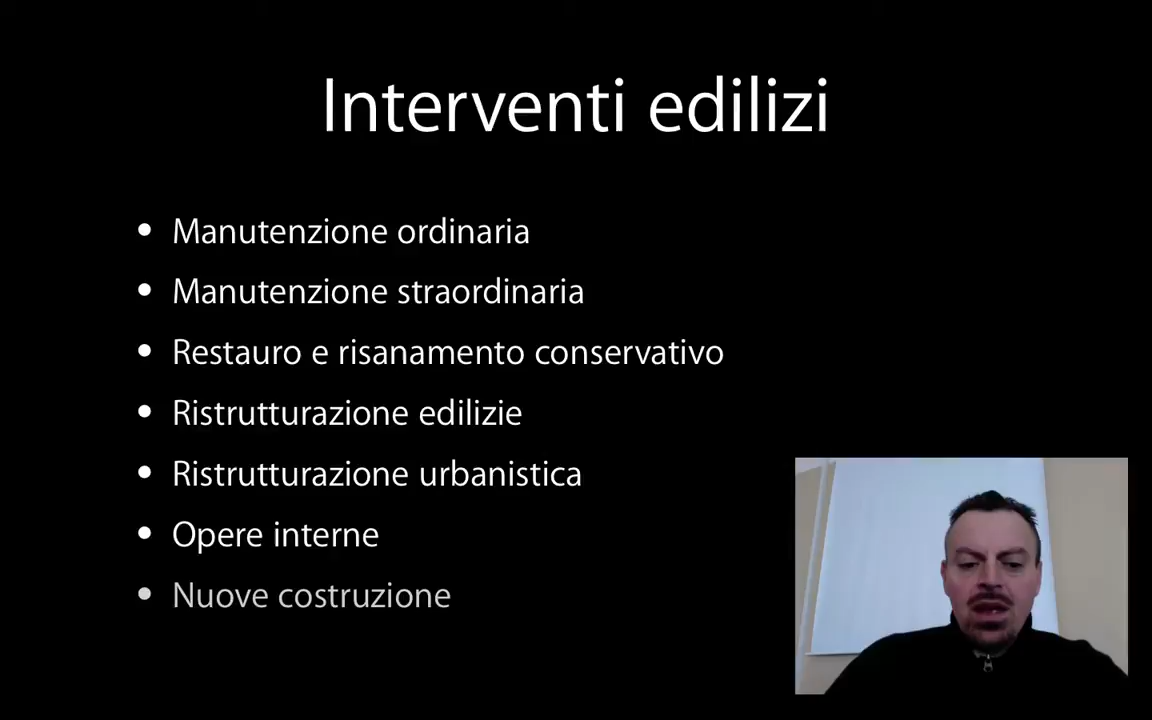 Interventi edilizi
• Manutenzione ordinaria
• Manutenzione straordinaria
• Restauro e risanamento conservativo
• Ristrutturazione edilizie
• Ristrutturazione urbanistica
• Opere interne
• Nuove costruzione